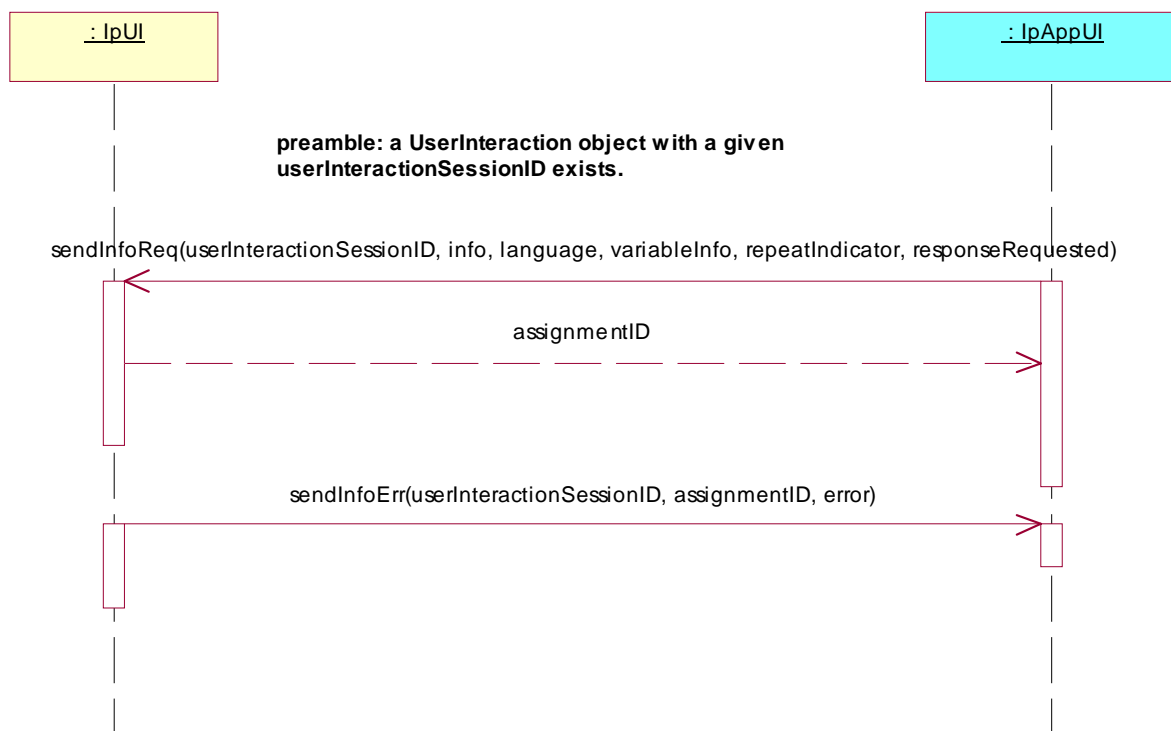 : IpUI
: IpAppUI
preamble: a UserInteraction object with a given
userInteractionSessionID exists.
sendInfoReq(userInteractionSessionID, info, language, variableInfo, repeatIndicator, responseRequested)
assignmentID
sendInfoErr(userInteractionSessionID, assignmentID, error)